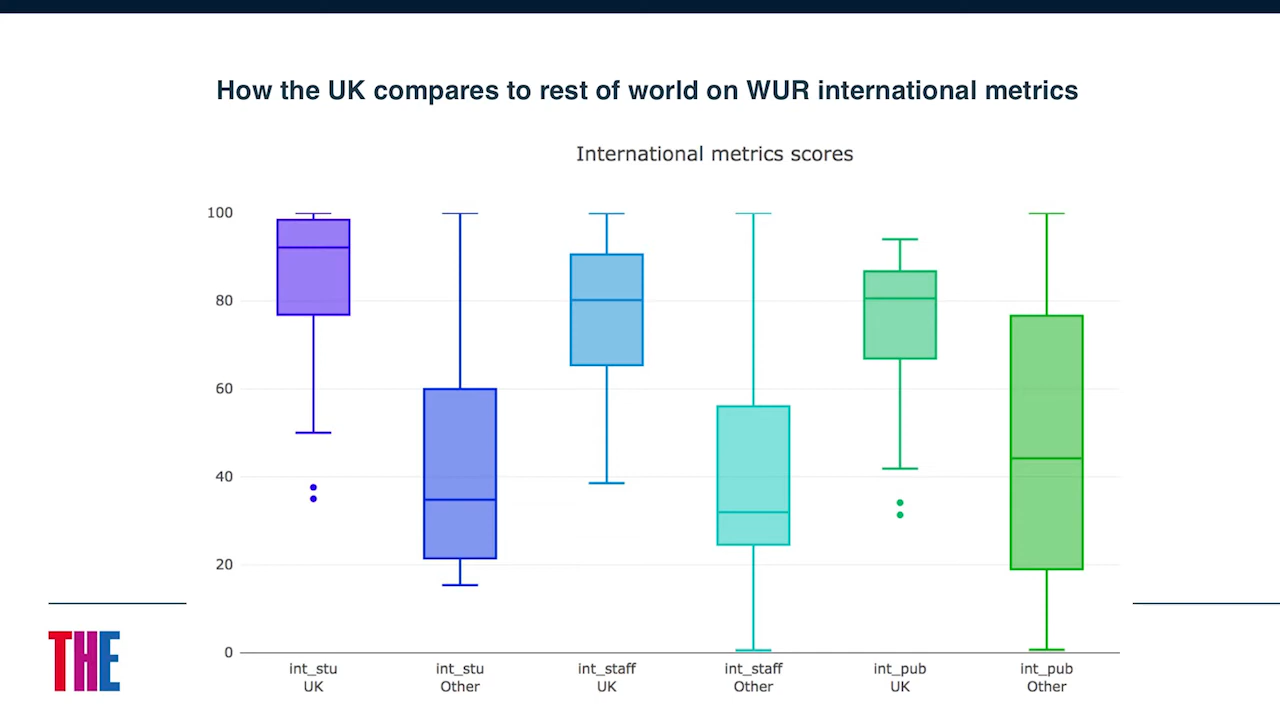 How the UK compares to rest of world on WUR international metrics
International metrics scores
100
80
60
40
20
0
int_stu
UK
int_stu
Other
int_staff
UK
int_staff
Other
int_pub
UK
int_pub
Other
THE